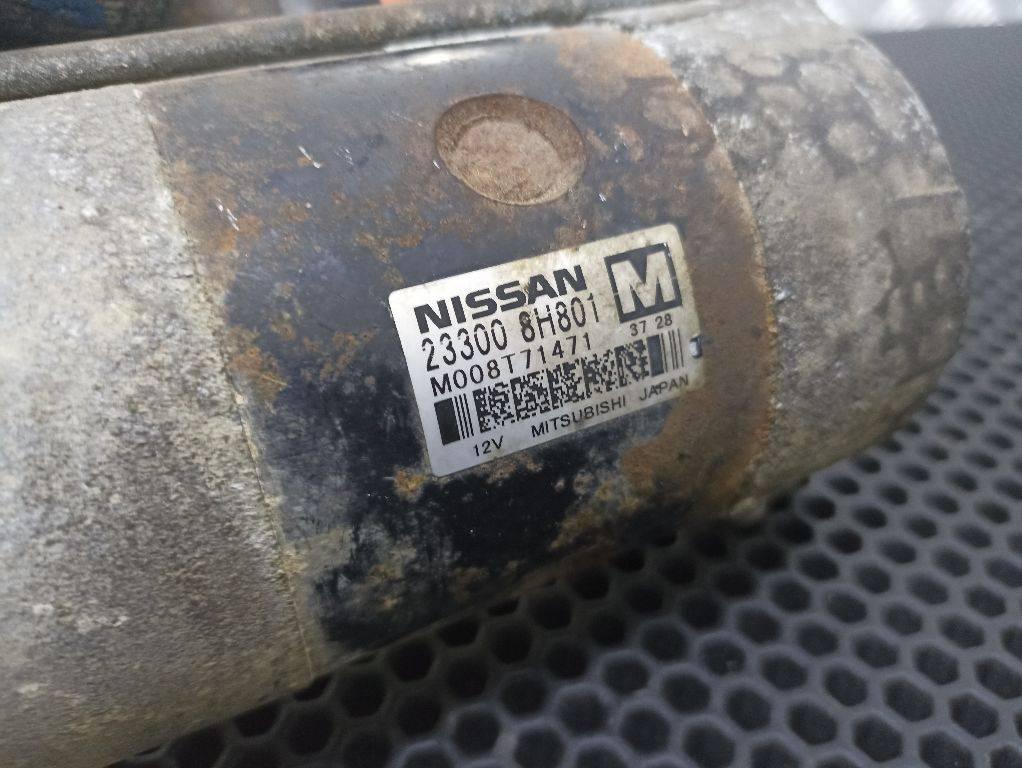 NISSAN M
23300 8H801
M008T71471 37 28
12V MITSUBISHI JAPAN